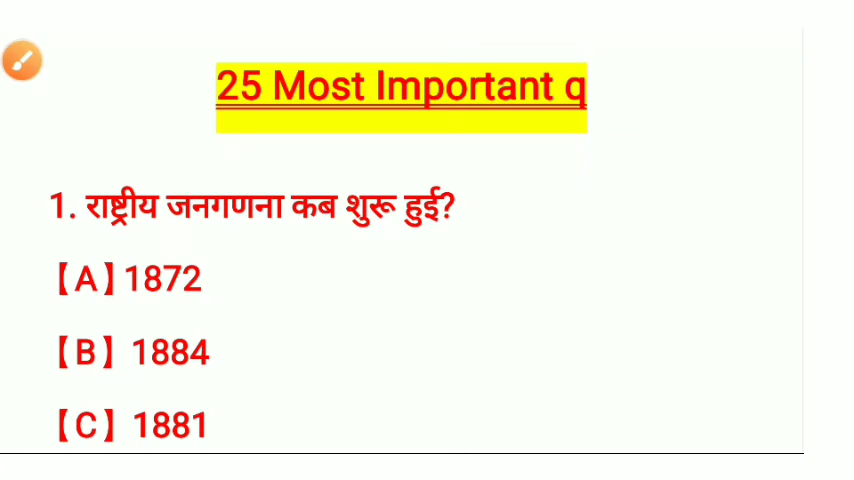 25 Most Important q
1. राष्ट्रीय जनगणना कब शुरू हुई?
【A】1872
【B】 1884
【C】 1881